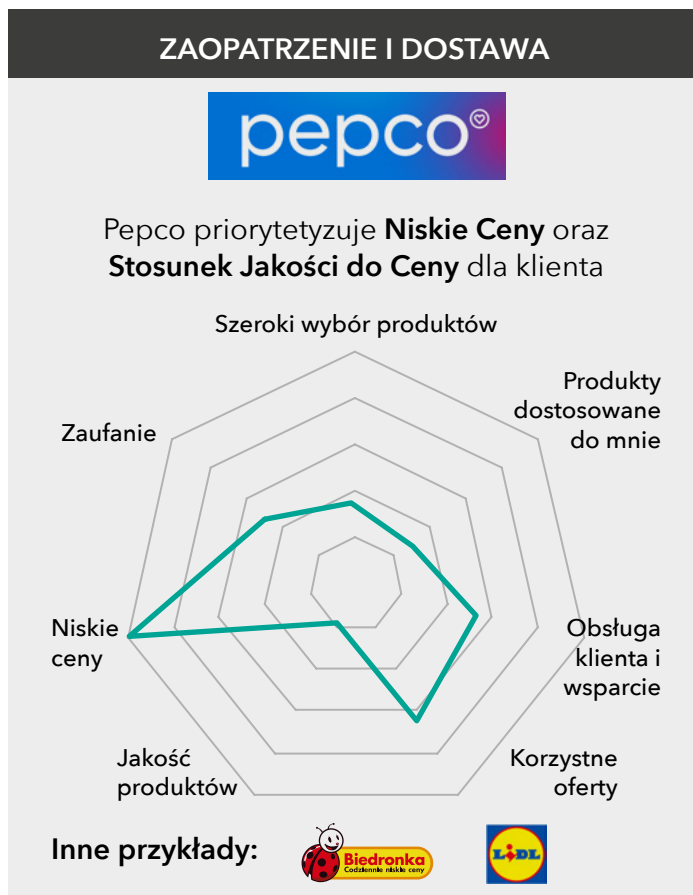 ZAOPATRZENIE I DOSTAWA
pepco
Pepco priorytetyzuje Niskie Ceny oraz
Stosunek Jakości do Ceny dla klienta
Szeroki wybór produktów
Produkty
dostosowane
do mnie
Zaufanie
Niskie
ceny
Obsługa
klienta i
wsparcie
Jakość
produktów
Korzystne
oferty
Inne przykłady:
Biedronka
Codziennie niskie ceny
LIDL